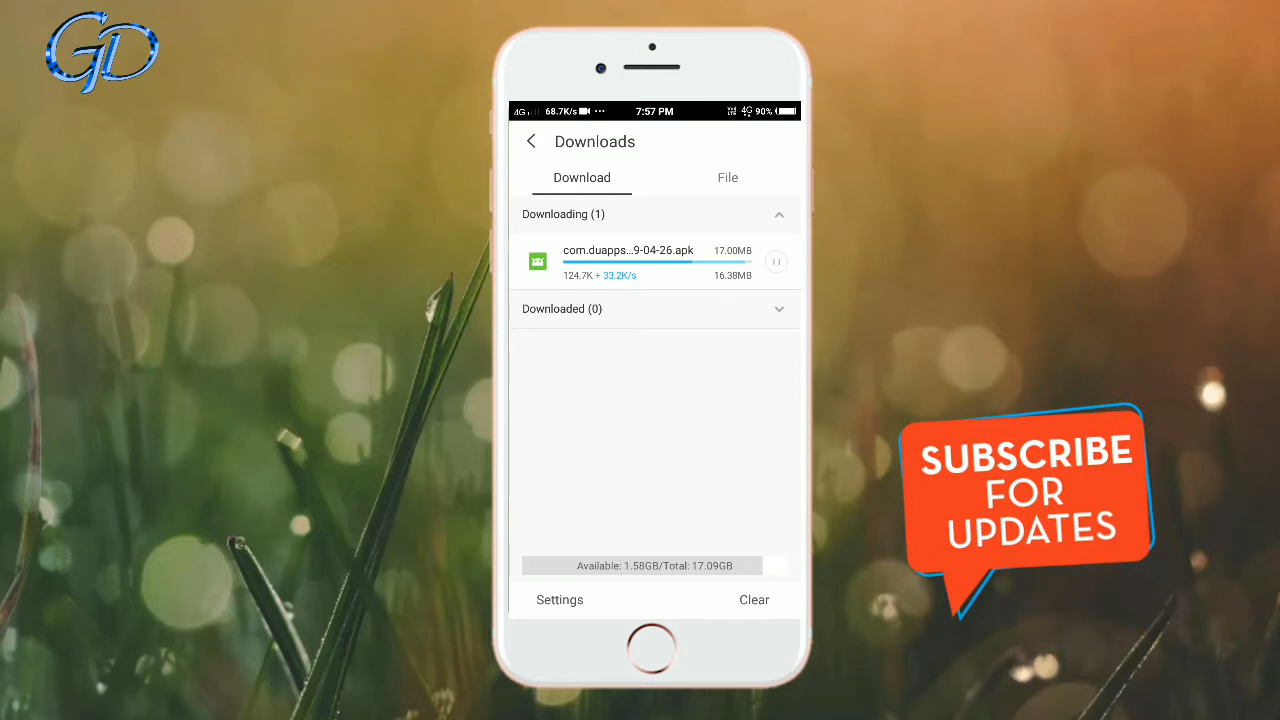 GD
4G 68.7K/s ... 7:57 PM 4G 90%
Downloads
Download File
Downloading (1)
com.duapps...9-04-26.apk 17.00MB
124.7K + 33.2K/s 16.38MB
Downloaded (0)
Available: 1.58GB/Total: 17.09GB
Settings Clear
SUBSCRIBE
FOR
UPDATES